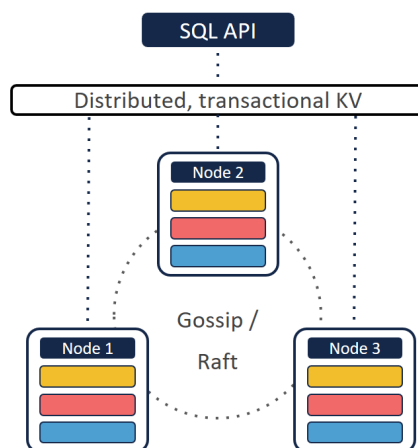 SQL API
Distributed, transactional KV
Node 2
Gossip /
Raft
Node 1
Node 3